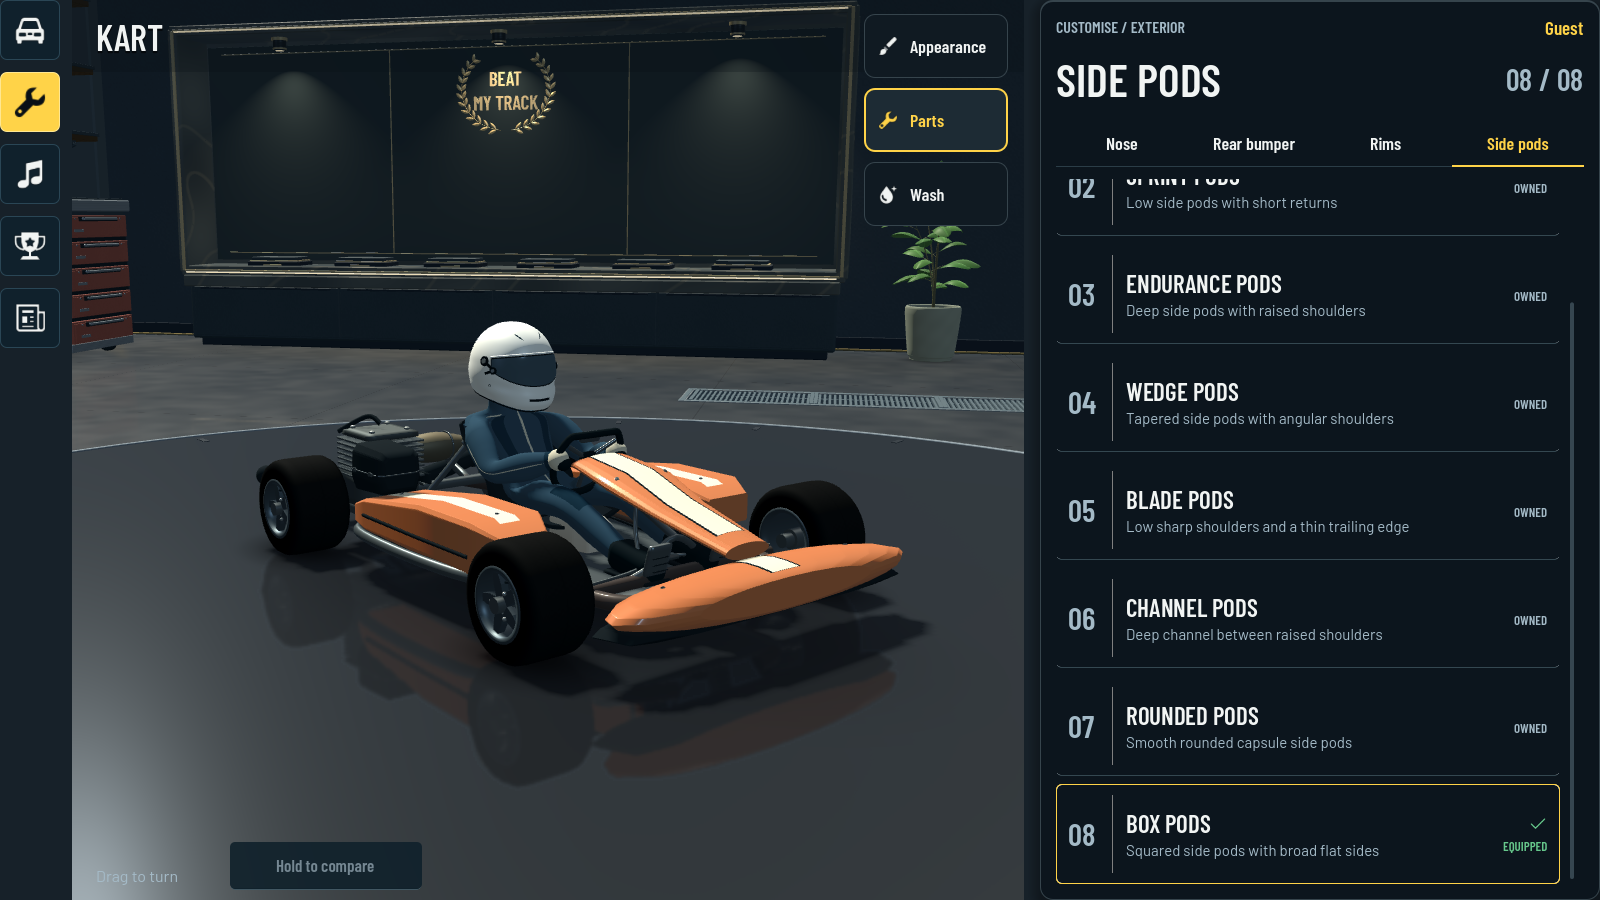 KART
BEAT
MY TRACK
Appearance
Parts
Wash
Drag to turn
Hold to compare
CUSTOMISE / EXTERIOR
Guest
SIDE PODS
08 / 08
Nose
Rear bumper
Rims
Side pods
02
SPRINT PODS
Low side pods with short returns
OWNED
03
ENDURANCE PODS
Deep side pods with raised shoulders
OWNED
04
WEDGE PODS
Tapered side pods with angular shoulders
OWNED
05
BLADE PODS
Low sharp shoulders and a thin trailing edge
OWNED
06
CHANNEL PODS
Deep channel between raised shoulders
OWNED
07
ROUNDED PODS
Smooth rounded capsule side pods
OWNED
08
BOX PODS
Squared side pods with broad flat sides
EQUIPPED